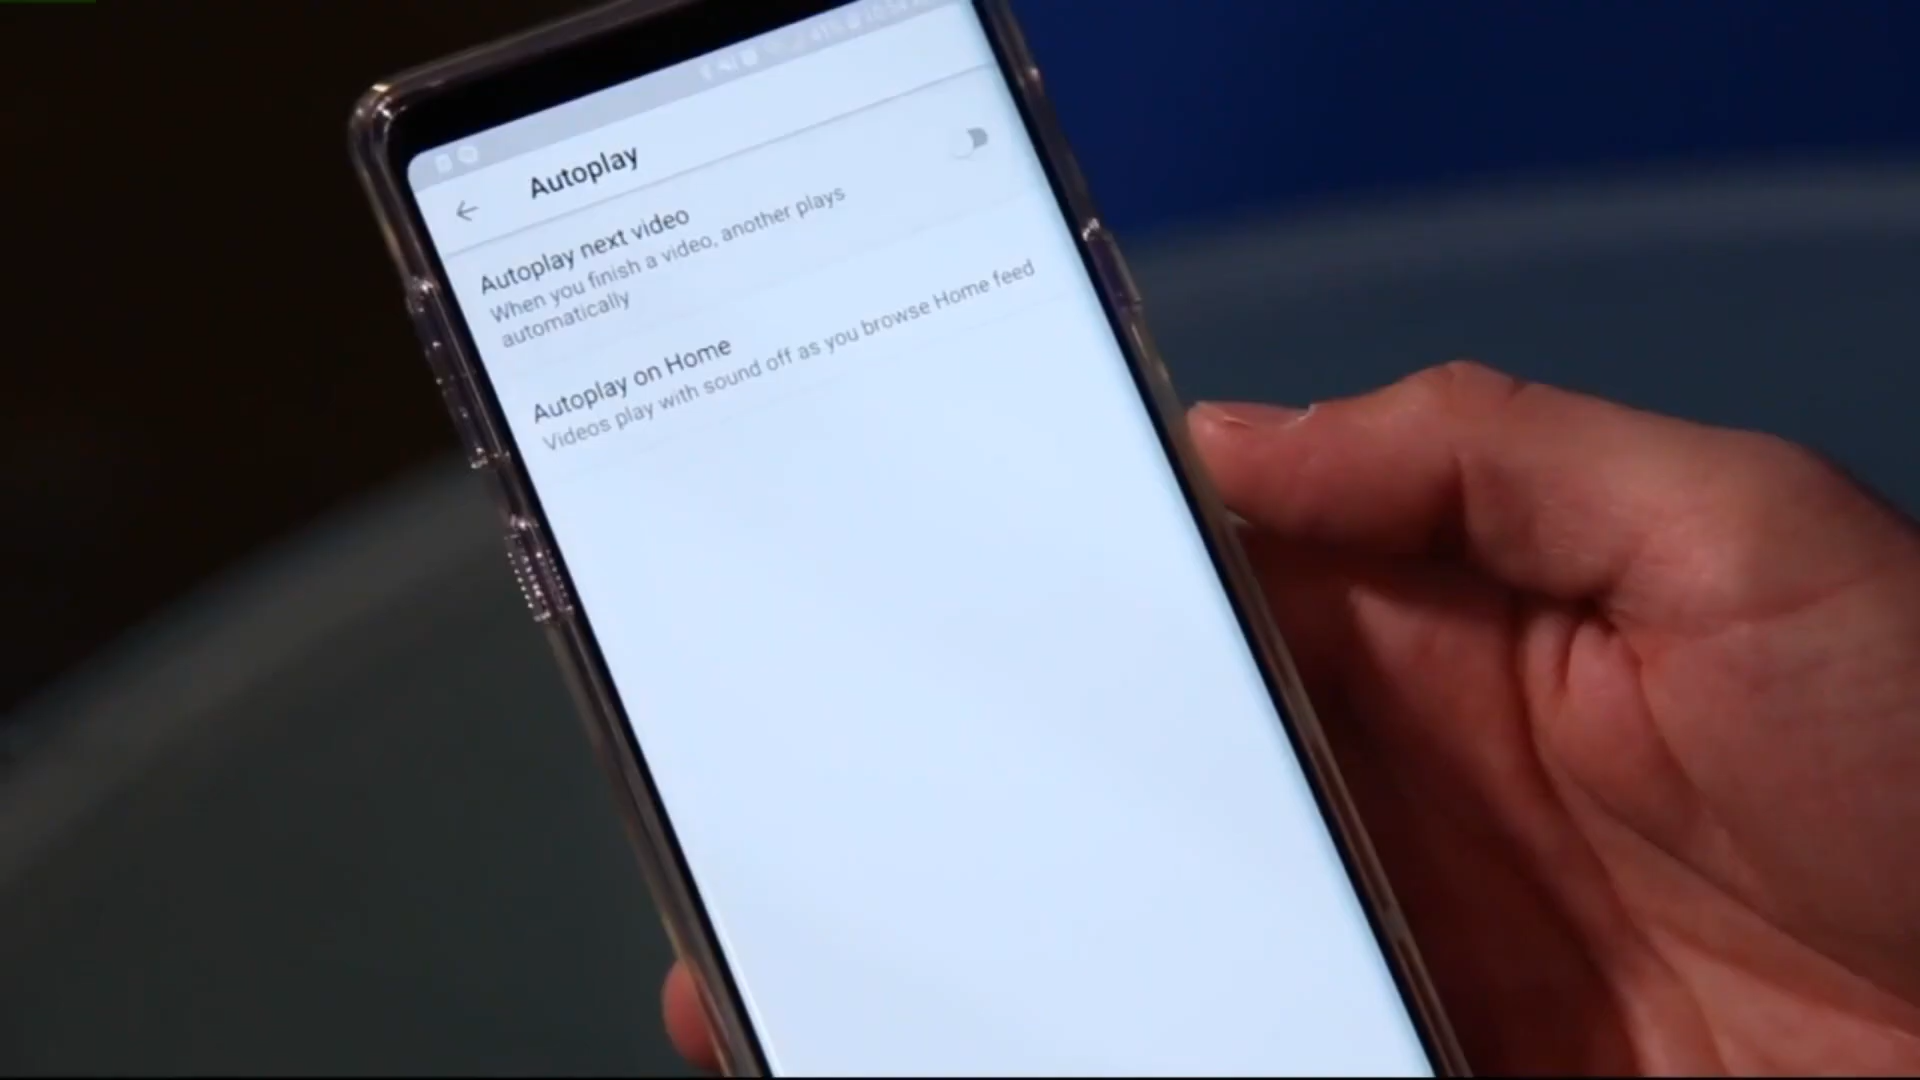 Autoplay
Autoplay next video
When you finish a video, another plays
automatically
Autoplay on Home
Videos play with sound off as you browse Home feed